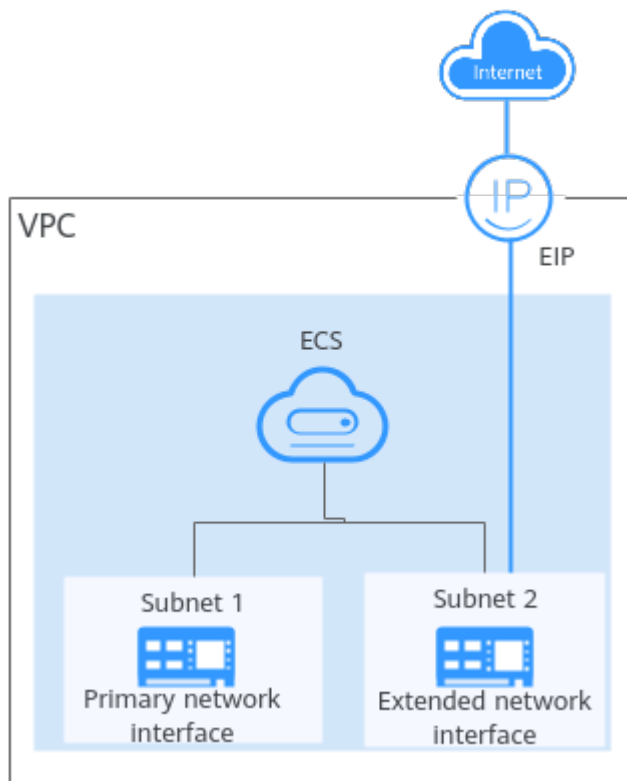 Internet
IP
VPC
EIP
ECS
Subnet 1
Primary network
interface
Subnet 2
Extended network
interface